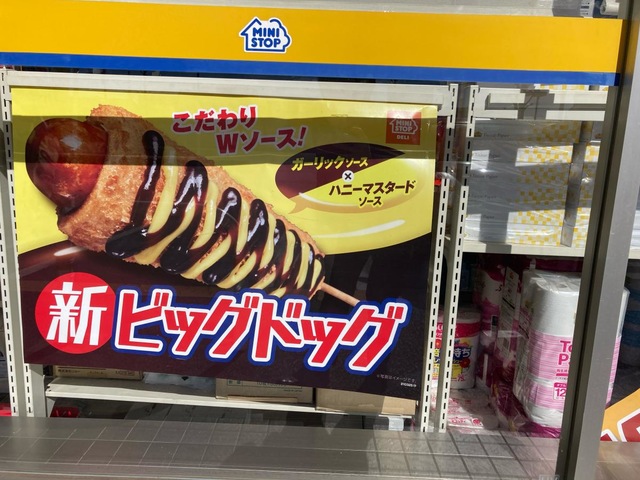 MINI
STOP
こだわり
Wソース!
MINI
STOP
DELI
ガーリックソース
×
ハニーマスタード
ソース
新ビッグドッグ